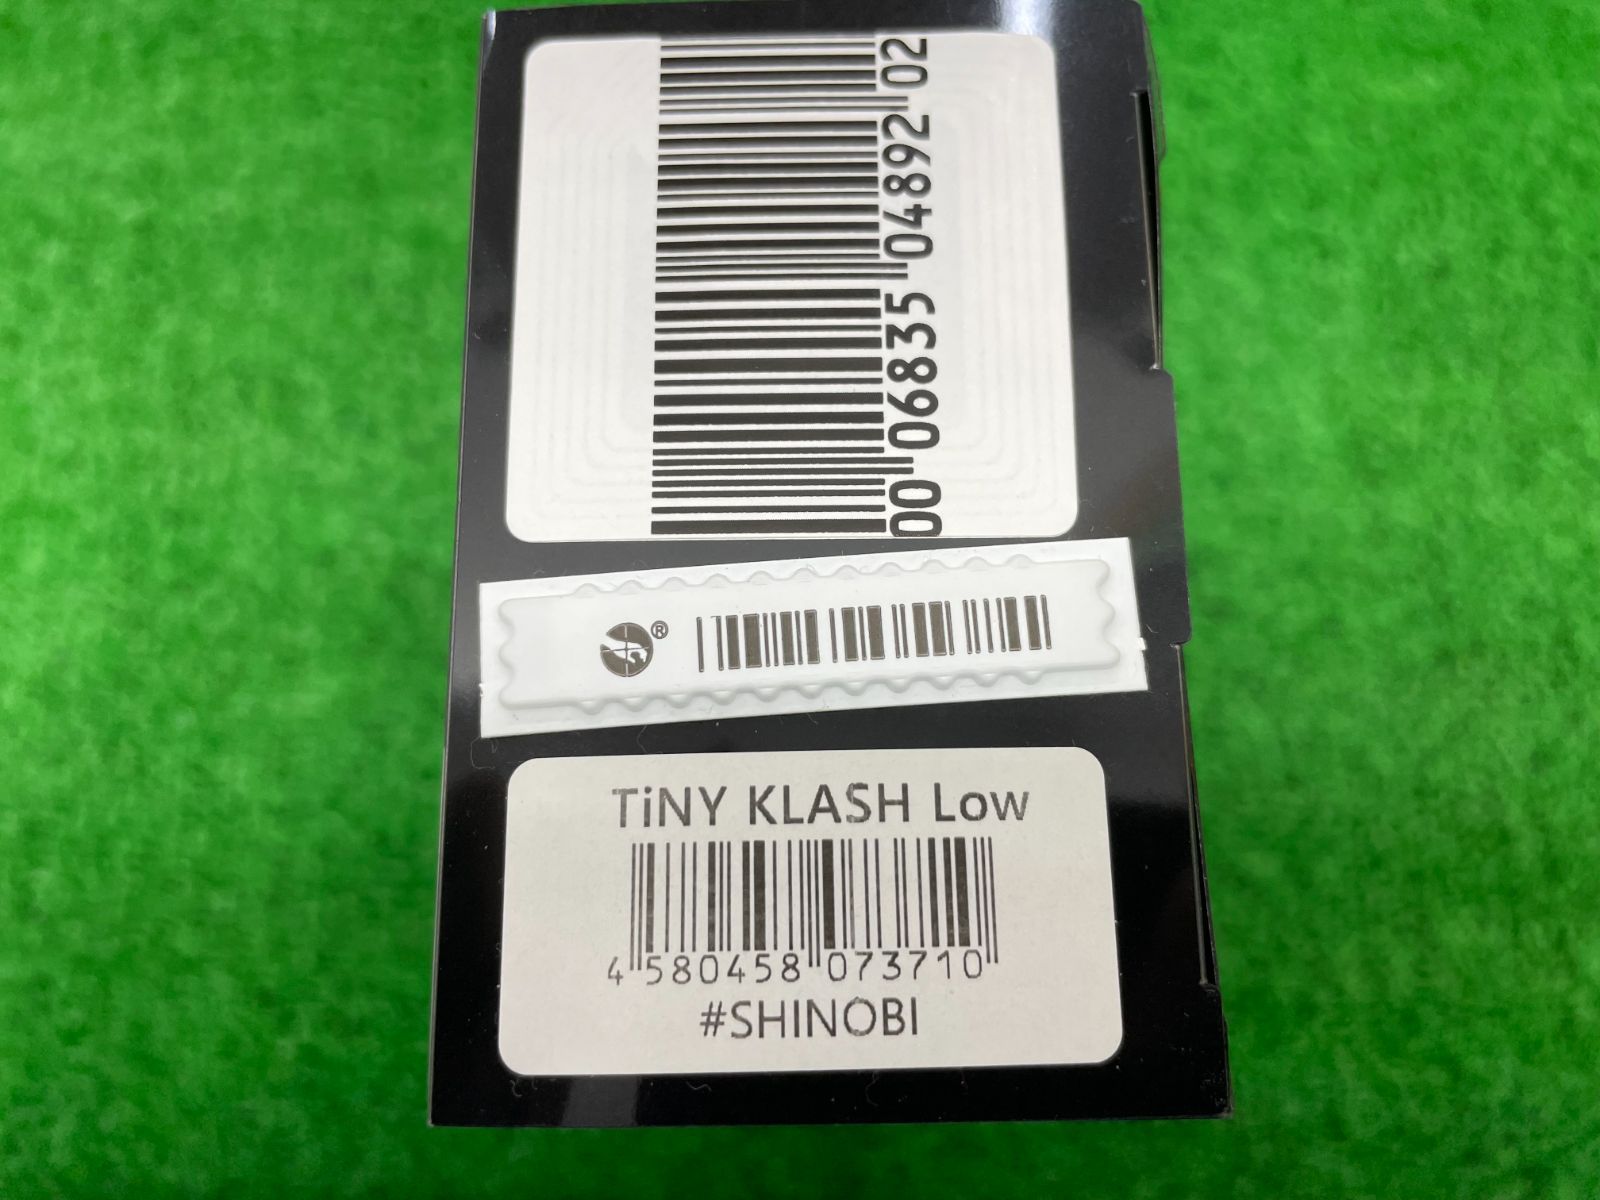 00 06835 04892 02
®
TiNY KLASH Low
4 580458 073710
#SHINOBI